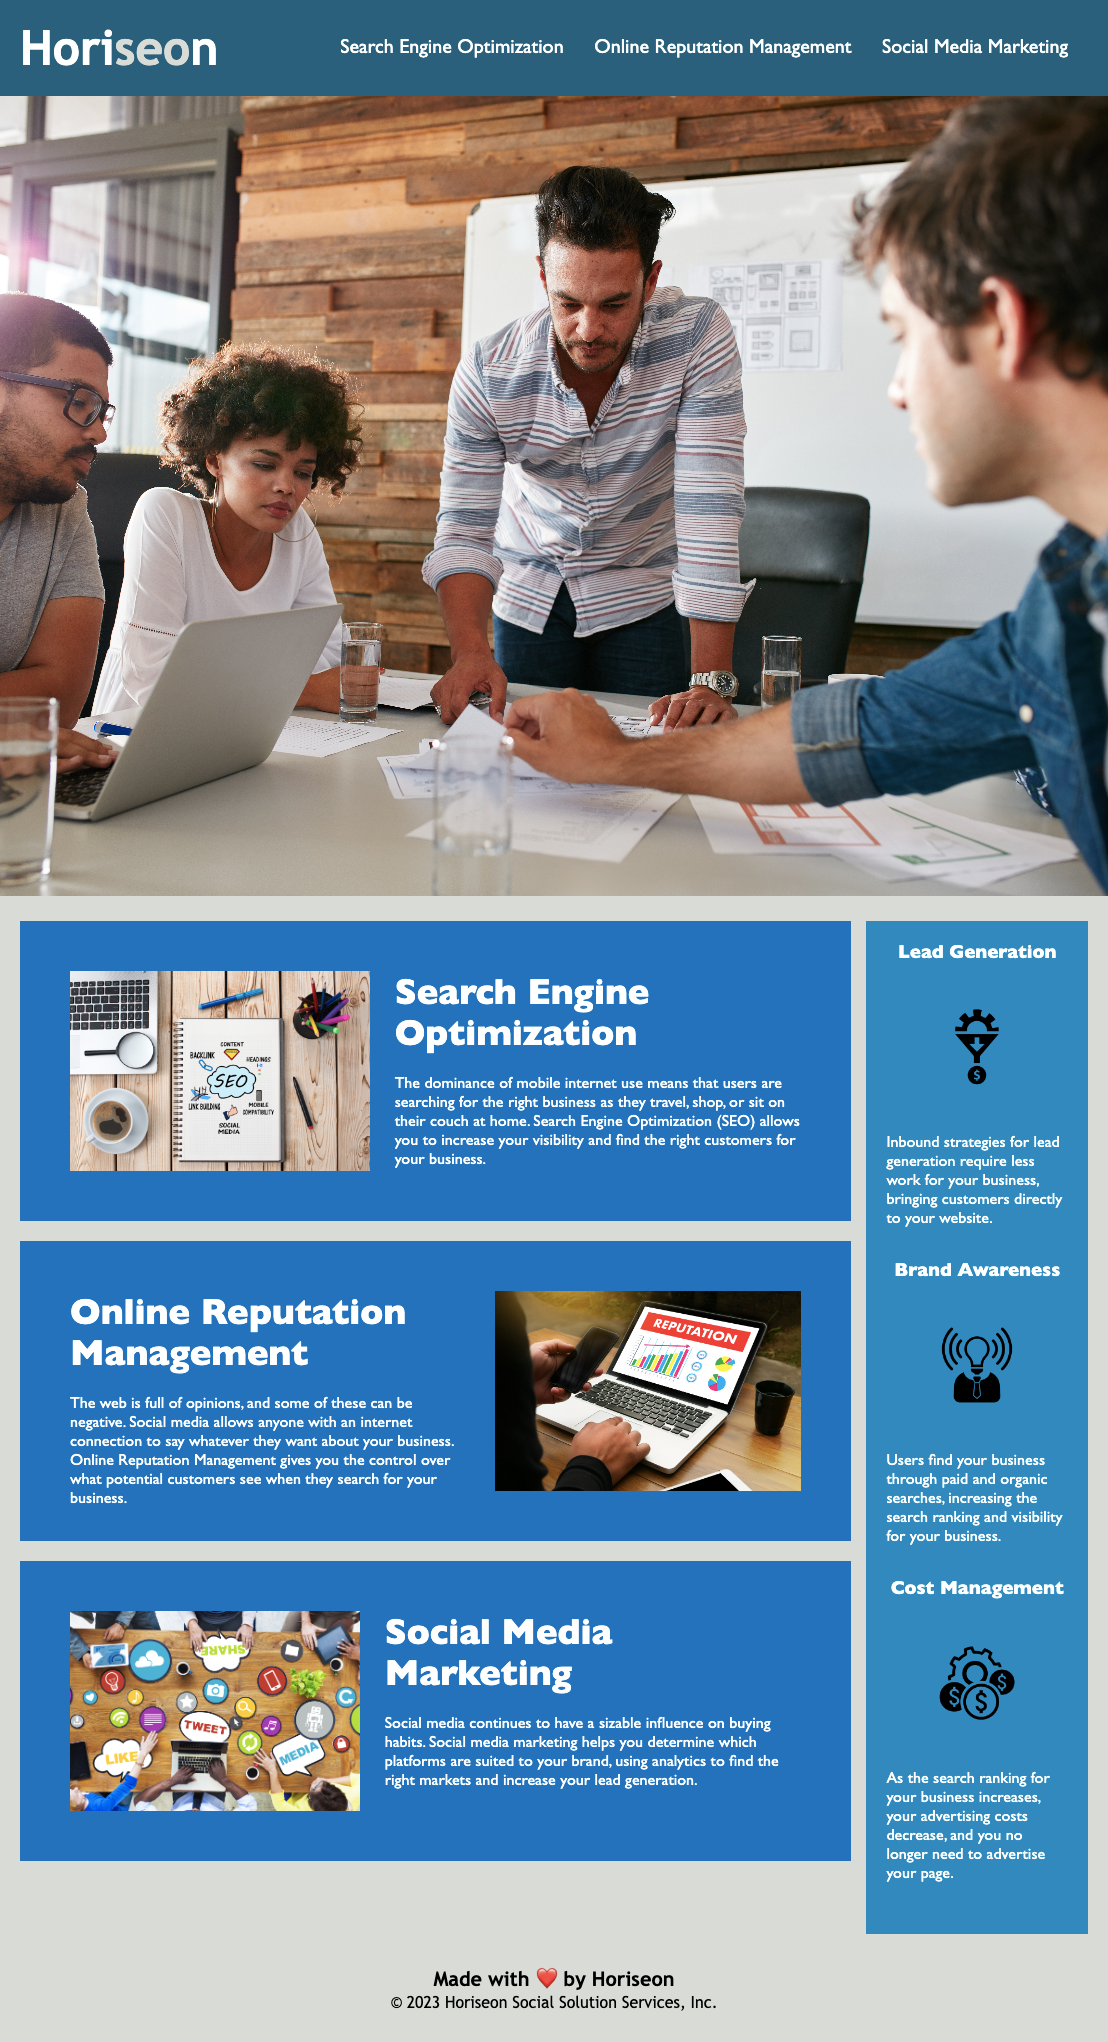 Horiseon
Search Engine Optimization
Online Reputation Management
Social Media Marketing
CONTENT
BACKLINK
HEADINGS
SEO
LINK BUILDING
MOBILE
COMPATIBILITY
SOCIAL
MEDIA
Search Engine
Optimization
The dominance of mobile internet use means that users are
searching for the right business as they travel, shop, or sit on
their couch at home. Search Engine Optimization (SEO) allows
you to increase your visibility and find the right customers for
your business.
Online Reputation
Management
The web is full of opinions, and some of these can be
negative. Social media allows anyone with an internet
connection to say whatever they want about your business.
Online Reputation Management gives you the control over
what potential customers see when they search for your
business.
REPUTATION
SHARE
TWEET
LIKE
MEDIA
Social Media
Marketing
Social media continues to have a sizable influence on buying
habits. Social media marketing helps you determine which
platforms are suited to your brand, using analytics to find the
right markets and increase your lead generation.
Lead Generation
$
Inbound strategies for lead
generation require less
work for your business,
bringing customers directly
to your website.
Brand Awareness
Users find your business
through paid and organic
searches, increasing the
search ranking and visibility
for your business.
Cost Management
$ $ $
As the search ranking for
your business increases,
your advertising costs
decrease, and you no
longer need to advertise
your page.
Made with ❤️ by Horiseon
© 2023 Horiseon Social Solution Services, Inc.